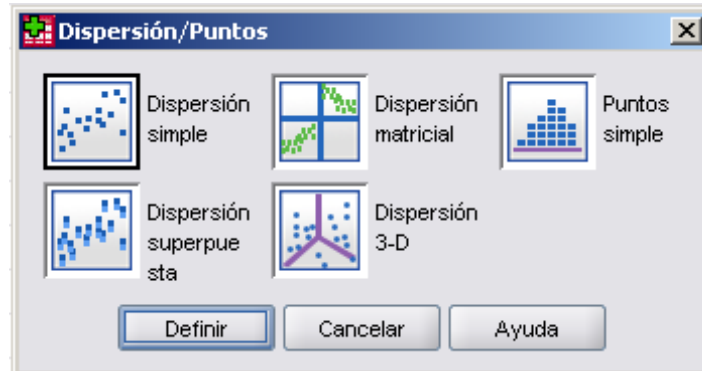 Dispersión/Puntos
Dispersión
simple
Dispersión
matricial
Puntos
simple
Dispersión
superpue
sta
Dispersión
3-D
Definir
Cancelar
Ayuda